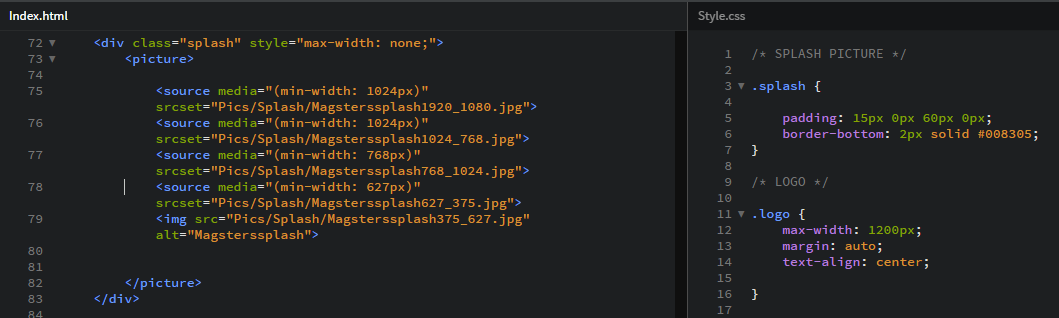 Index.html
72 <div class="splash" style="max-width: none;">
73 <picture>
74
75 <source media="(min-width: 1024px)"
srcset="Pics/Splash/Magsterssplash1920_1080.jpg">
76 <source media="(min-width: 1024px)"
srcset="Pics/Splash/Magsterssplash1024_768.jpg">
77 <source media="(min-width: 768px)"
srcset="Pics/Splash/Magsterssplash768_1024.jpg">
78 <source media="(min-width: 627px)"
srcset="Pics/Splash/Magsterssplash627_375.jpg">
79 <img src="Pics/Splash/Magsterssplash375_627.jpg"
alt="Magsterssplash">
80
81
82 </picture>
83 </div>
84
Style.css
1 /* SPLASH PICTURE */
2
3 .splash {
4
5 padding: 15px 0px 60px 0px;
6 border-bottom: 2px solid #008305;
7 }
8
9 /* LOGO */
10
11 .logo {
12 max-width: 1200px;
13 margin: auto;
14 text-align: center;
15
16 }
17